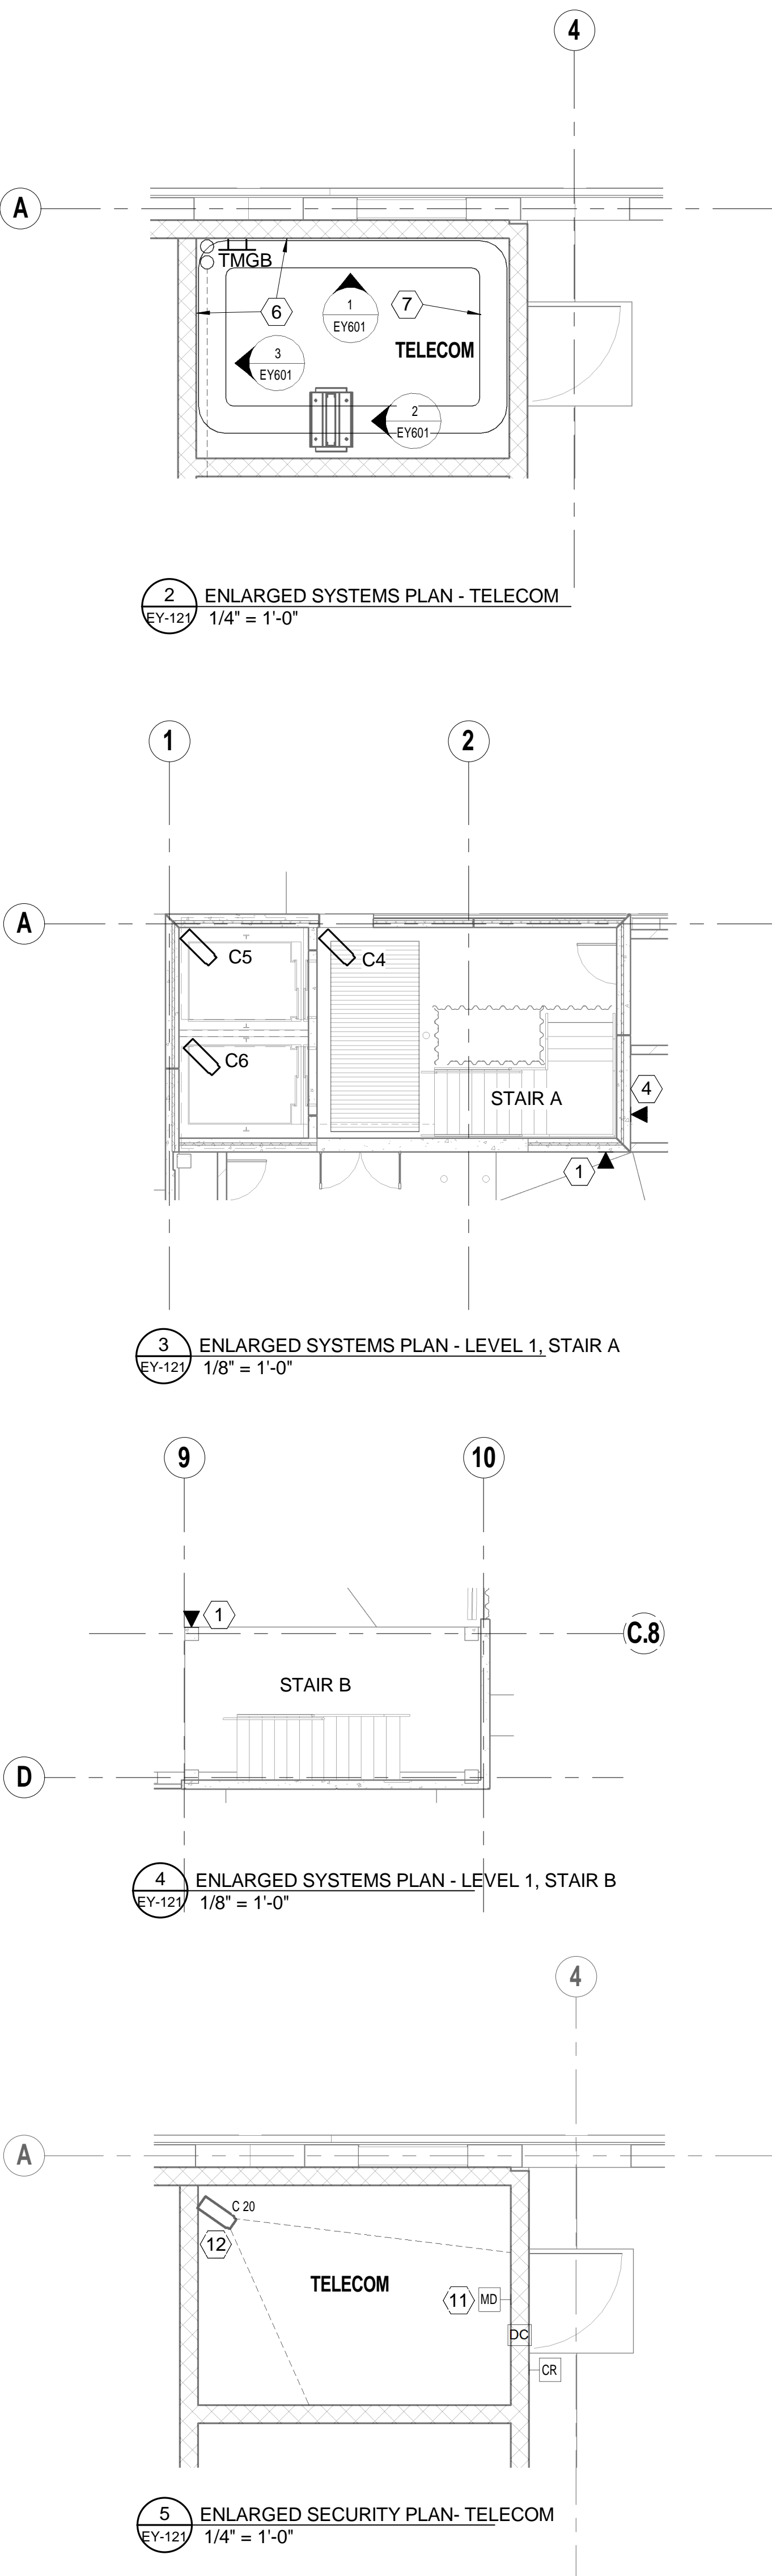 4
A
TMGB
6
1
EY601
7
TELECOM
3
EY601
2
EY601
2
EY-121
ENLARGED SYSTEMS PLAN - TELECOM
1/4" = 1'-0"
1
2
A
C5
C4
C6
STAIR A
4
1
3
EY-121
ENLARGED SYSTEMS PLAN - LEVEL 1, STAIR A
1/8" = 1'-0"
9
10
1
C.8
STAIR B
D
4
EY-121
ENLARGED SYSTEMS PLAN - LEVEL 1, STAIR B
1/8" = 1'-0"
4
A
C 20
12
TELECOM
11
MD
DC
CR
5
EY-121
ENLARGED SECURITY PLAN- TELECOM
1/4" = 1'-0"